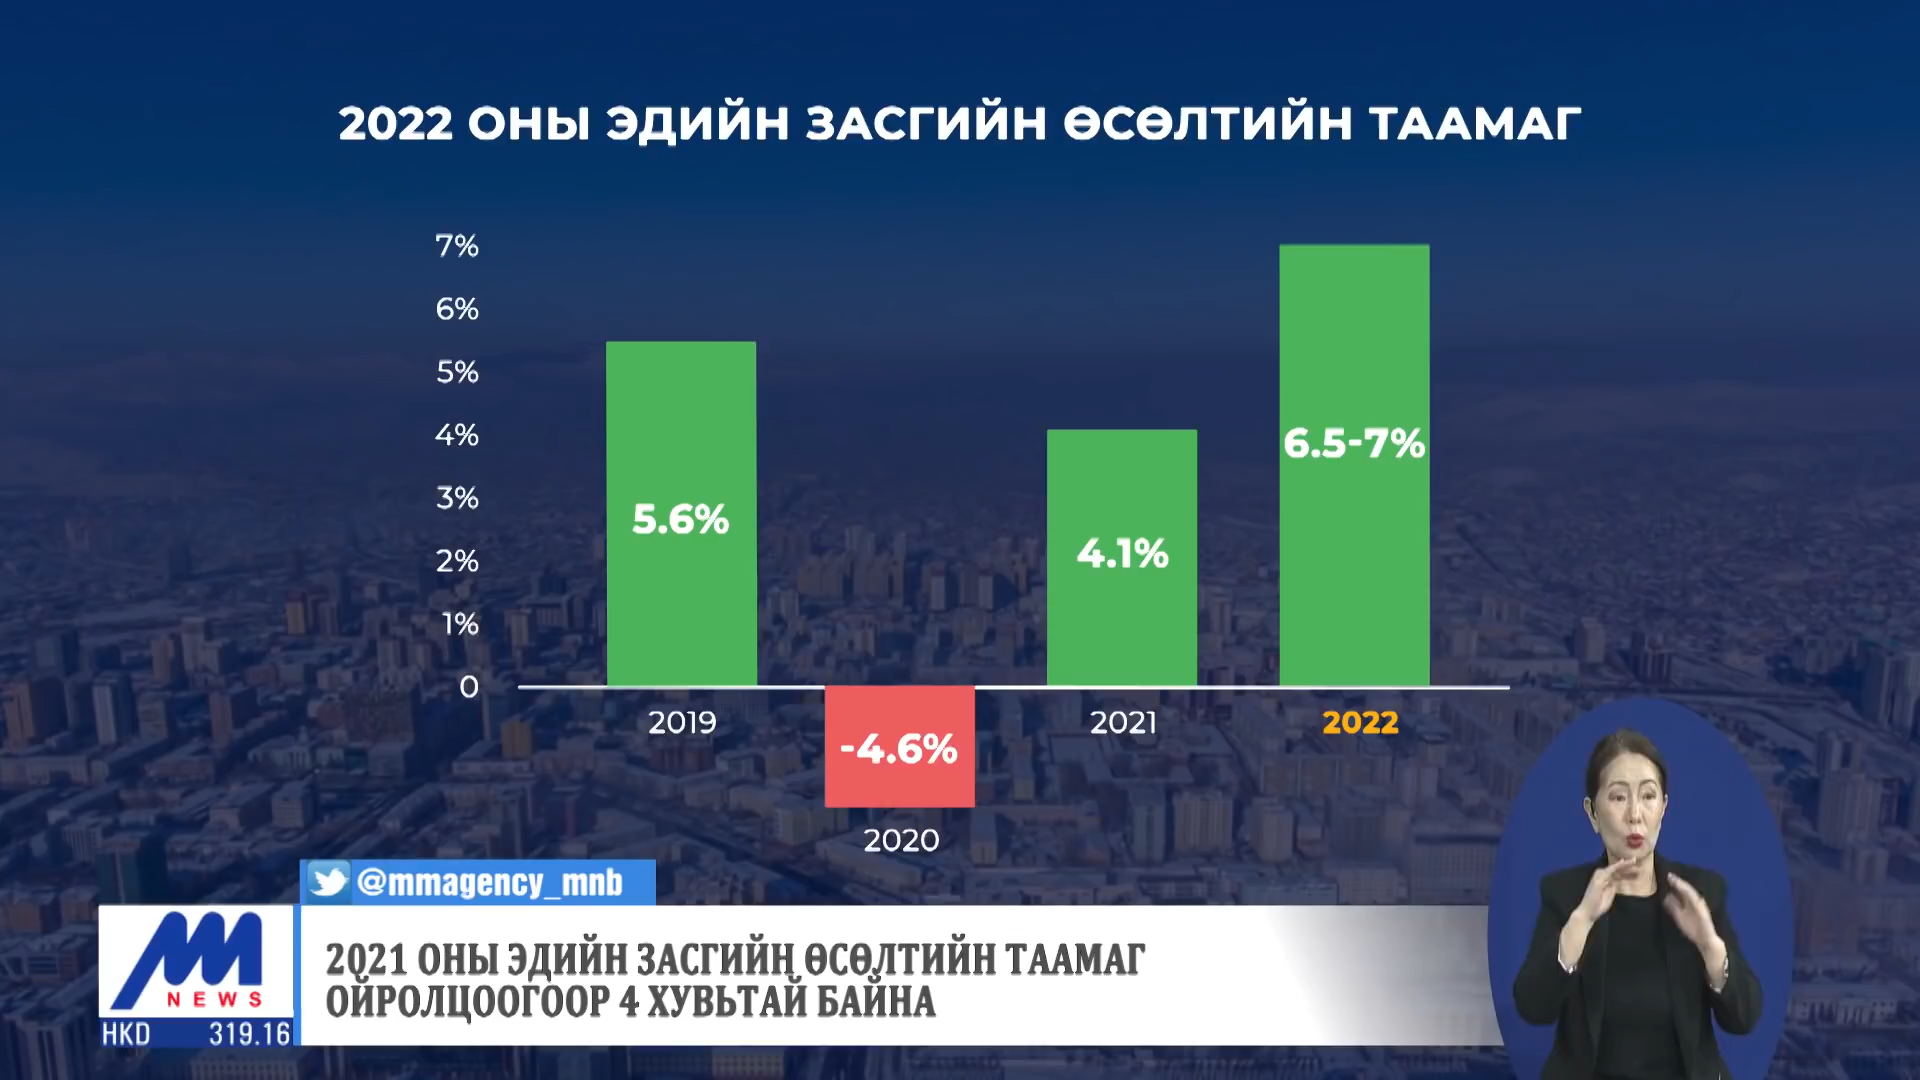 2022 ОНЫ ЭДИЙН ЗАСГИЙН ӨСӨЛТИЙН ТААМАГ
7%
6%
5%
4%
3%
2%
1%
0
5.6%
-4.6%
4.1%
6.5-7%
2019
2020
2021
2022
@mmagency_mnb
2021 ОНЫ ЭДИЙН ЗАСГИЙН ӨСӨЛТИЙН ТААМАГ
ОЙРОЛЦООГООР 4 ХУВЬТАЙ БАЙНА
NEWS
HKD 319.16